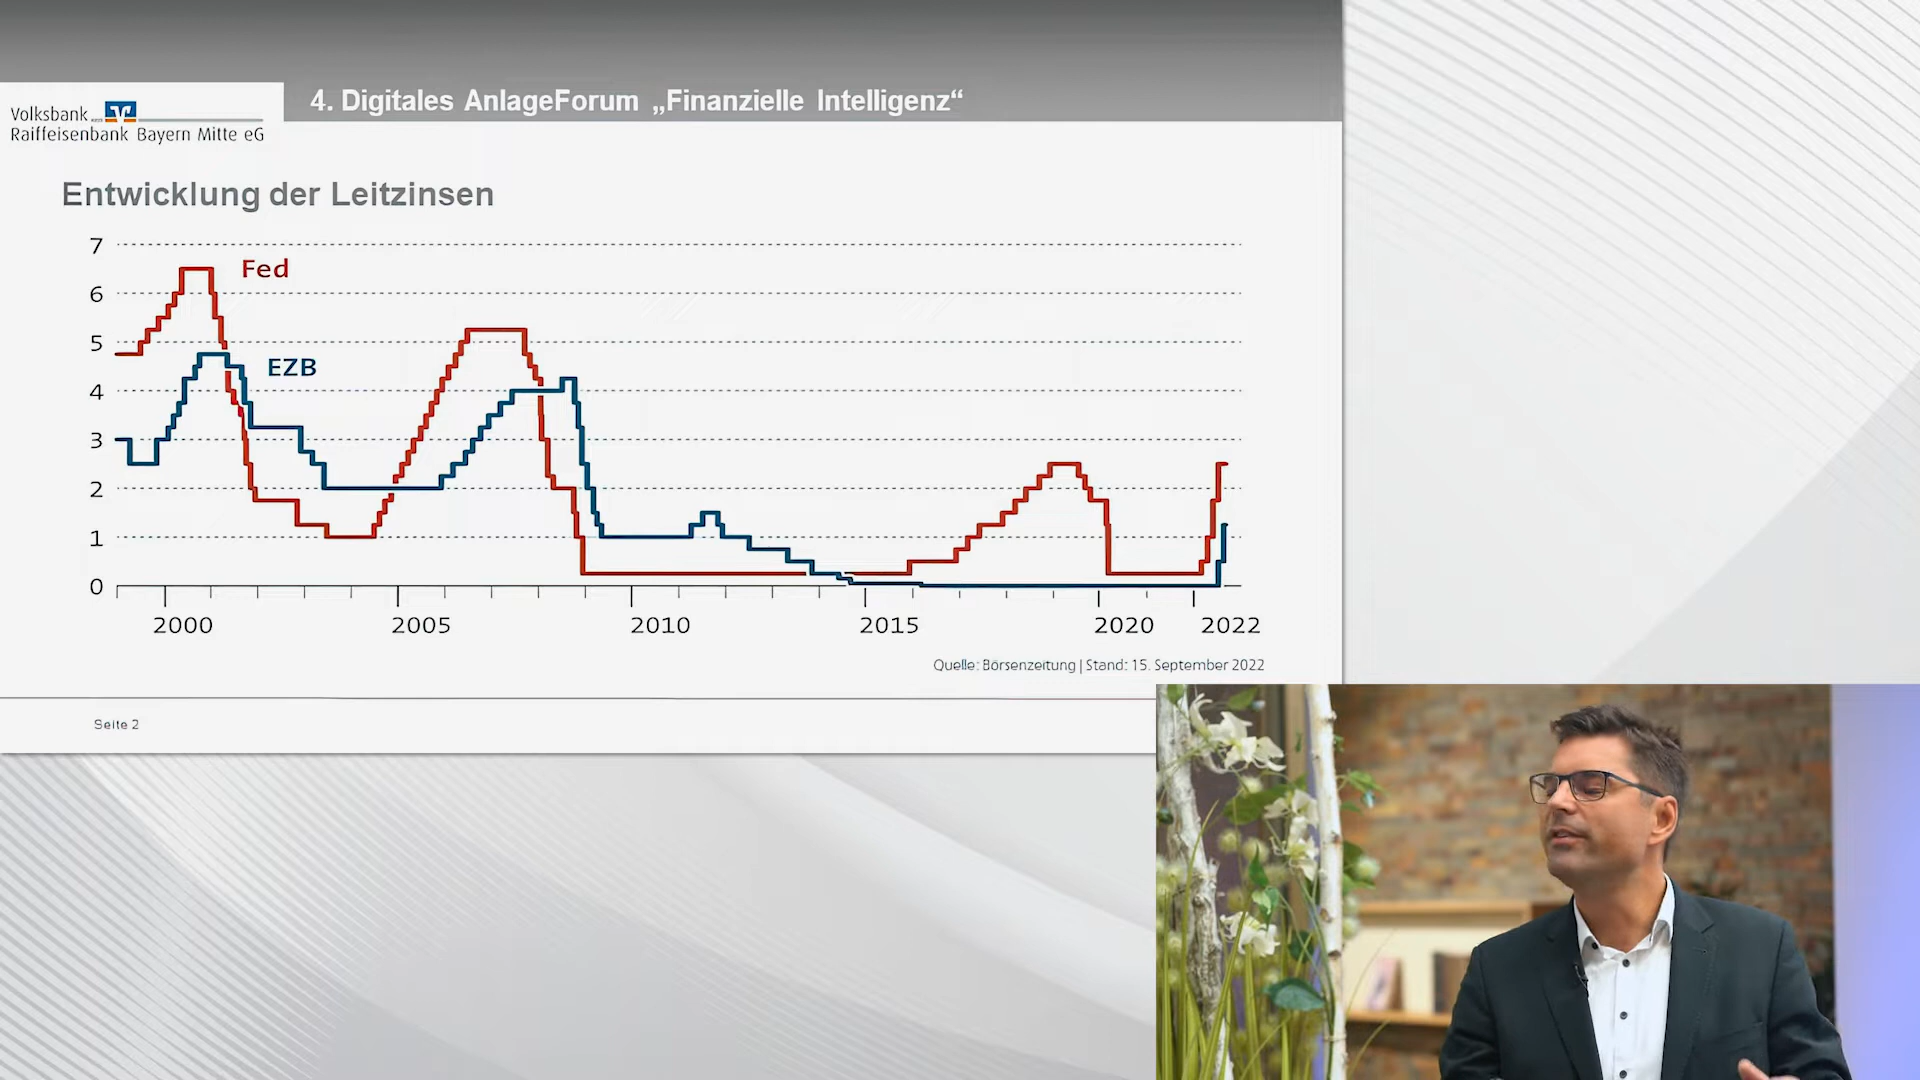 4. Digitales AnlageForum „Finanzielle Intelligenz“
Volksbank
Raiffeisenbank Bayern Mitte eG
Entwicklung der Leitzinsen
7
Fed
6
5
EZB
4
3
2
1
0
2000 2005 2010 2015 2020 2022
Quelle: Börsenzeitung | Stand: 15. September 2022
Seite 2